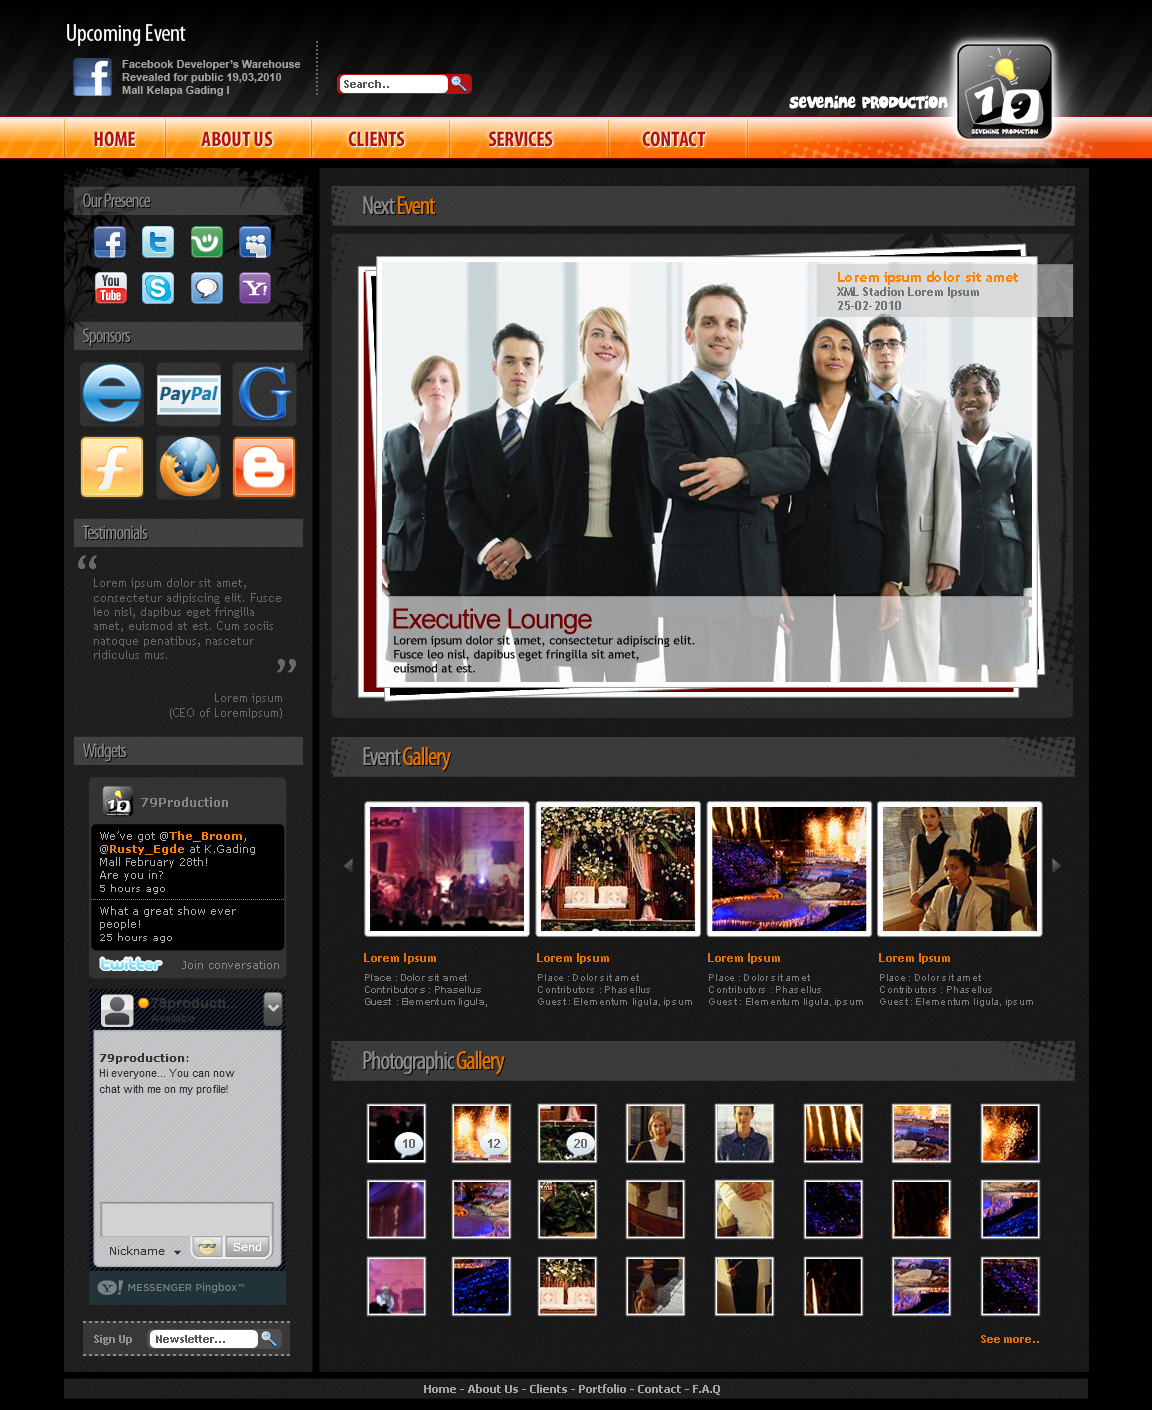 Upcoming Event
Facebook Developer's Warehouse
Revealed for public 19,03,2010
Mall Kelapa Gading I
Search..
SEVENINE PRODUCTION
79
SEVENINE PRODUCTION
HOME
ABOUT US
CLIENTS
SERVICES
CONTACT
Our Presence
You
Tube
Y!
Sponsors
PayPal
Testimonials
“
Lorem ipsum dolor sit amet,
consectetur adipiscing elit. Fusce
leo nisl, dapibus eget fringilla
amet, euismod at est. Cum sociis
natoque penatibus, nascetur
ridiculus mus.
”
Lorem ipsum
(CEO of LoremIpsum)
Widgets
79
79Production
We've got @The_Broom,
@Rusty_Egde at K.Gading
Mall February 28th!
Are you in?
5 hours ago
What a great show ever
people!
25 hours ago
twitter
Join conversation
79producti...
Available
79production:
Hi everyone... You can now
chat with me on my profile!
Nickname
Send
Y! MESSENGER Pingbox™
Sign Up
Newsletter...
Next Event
Lorem ipsum dolor sit amet
XML Stadion Lorem Ipsum
25-02-2010
Executive Lounge
Lorem ipsum dolor sit amet, consectetur adipiscing elit.
Fusce leo nisl, dapibus eget fringilla sit amet,
euismod at est.
Event Gallery
Lorem Ipsum
Place : Dolor sit amet
Contributors : Phasellus
Guest : Elementum ligula,
Lorem Ipsum
Place : Dolor sit amet
Contributors : Phasellus
Guest : Elementum ligula, ipsum
Lorem Ipsum
Place : Dolor sit amet
Contributors : Phasellus
Guest : Elementum ligula, ipsum
Lorem Ipsum
Place : Dolor sit amet
Contributors : Phasellus
Guest : Elementum ligula, ipsum
Photographic Gallery
10
12
20
See more..
Home - About Us - Clients - Portfolio - Contact - F.A.Q